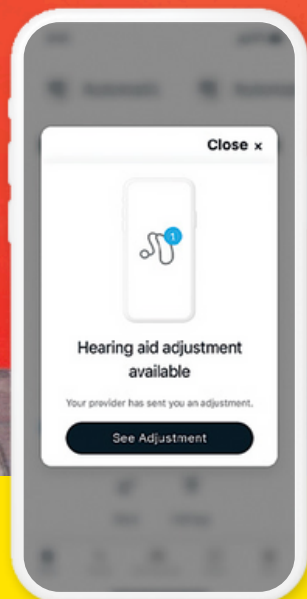 Close ×
1
Hearing aid adjustment
available
Your provider has sent you an adjustment.
See Adjustment